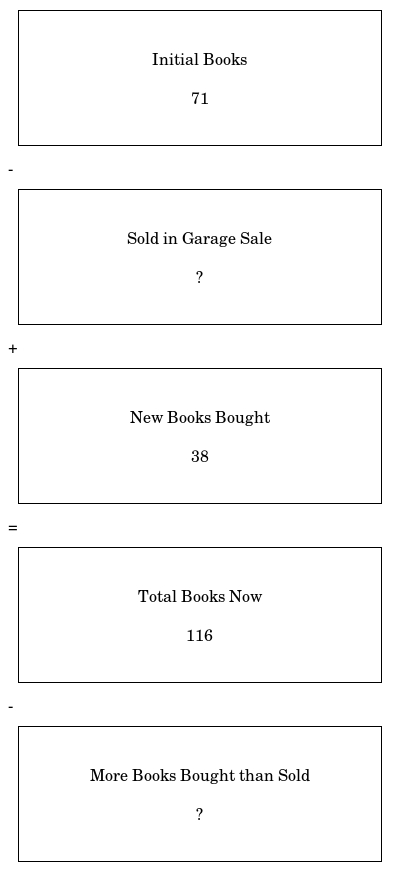 Initial Books
71
-
Sold in Garage Sale
?
+
New Books Bought
38
=
Total Books Now
116
-
More Books Bought than Sold
?